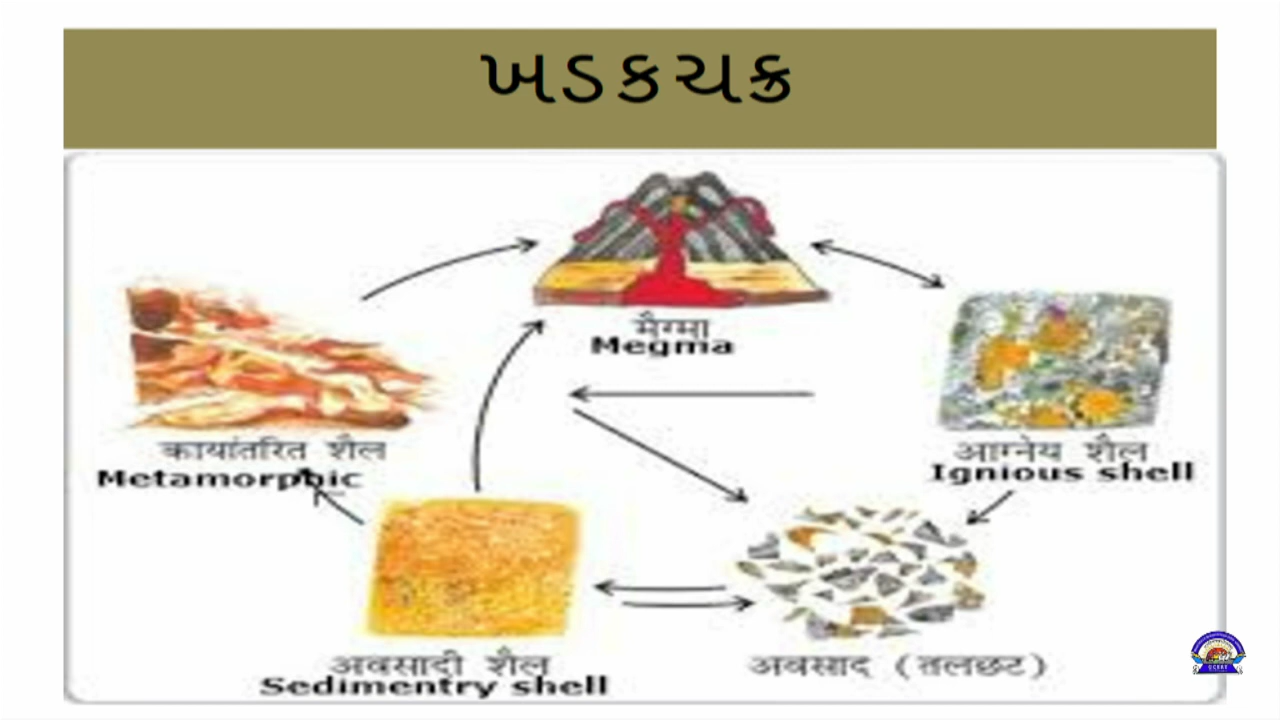 ખડકચક્ર
मैग्मा
Megma
कायांतरित शैल
Metamorphic
आग्नेय शैल
Ignious shell
अवसादी शैल
Sedimentry shell
अवसाद (तलछट)